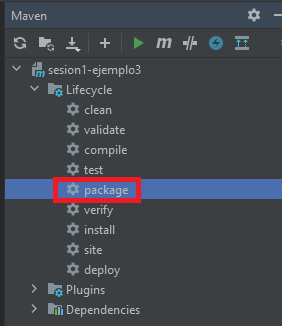 Maven
sesion1-ejemplo3
Lifecycle
clean
validate
compile
test
package
verify
install
site
deploy
Plugins
Dependencies